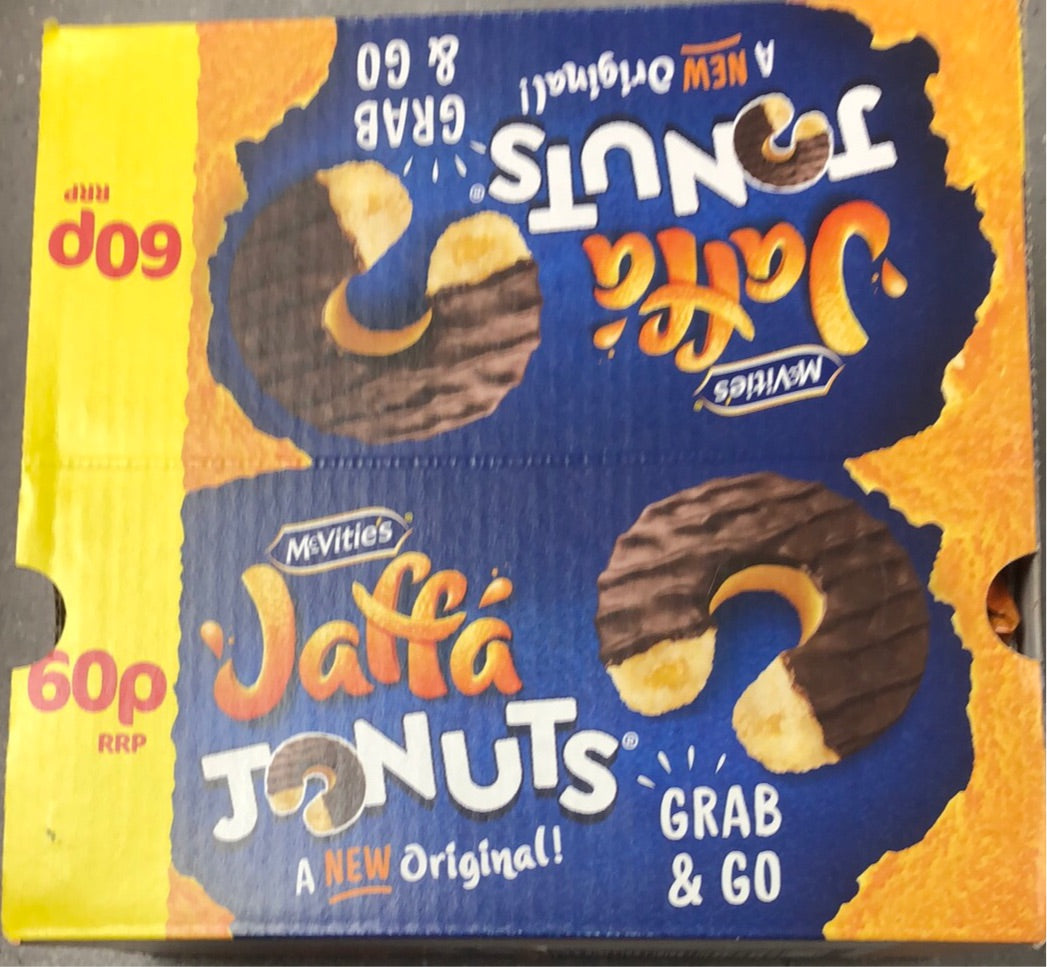 60p
RRP
GRAB
& GO
A NEW Original!
JONUTS®
Jaffa
McVitie's
McVitie's
Jaffa
JONUTS®
A NEW Original!
GRAB
& GO
60p
RRP